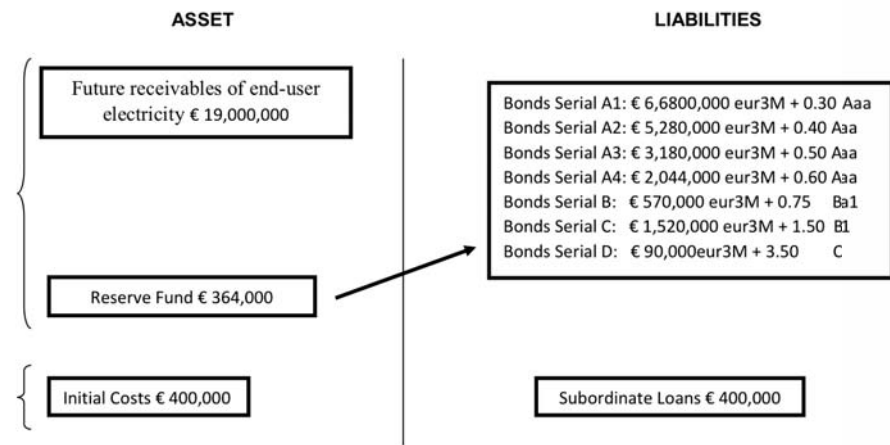 ASSET
Future receivables of end-user
electricity € 19,000,000
Reserve Fund € 364,000
Initial Costs € 400,000
LIABILITIES
Bonds Serial A1: € 6,6800,000 eur3M + 0.30 Aaa
Bonds Serial A2: € 5,280,000 eur3M + 0.40 Aaa
Bonds Serial A3: € 3,180,000 eur3M + 0.50 Aaa
Bonds Serial A4: € 2,044,000 eur3M + 0.60 Aaa
Bonds Serial B: € 570,000 eur3M + 0.75 Ba1
Bonds Serial C: € 1,520,000 eur3M + 1.50 B1
Bonds Serial D: € 90,000eur3M + 3.50 C
Subordinate Loans € 400,000